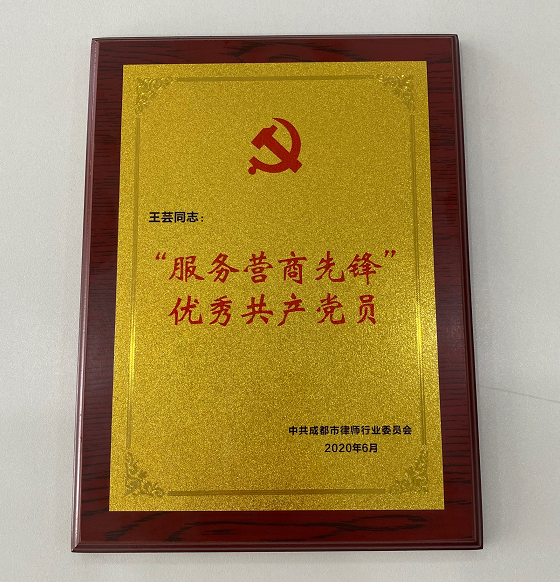 王芸同志：
“服务营商先锋”
优秀共产党员
中共成都市律师行业委员会
2020年6月